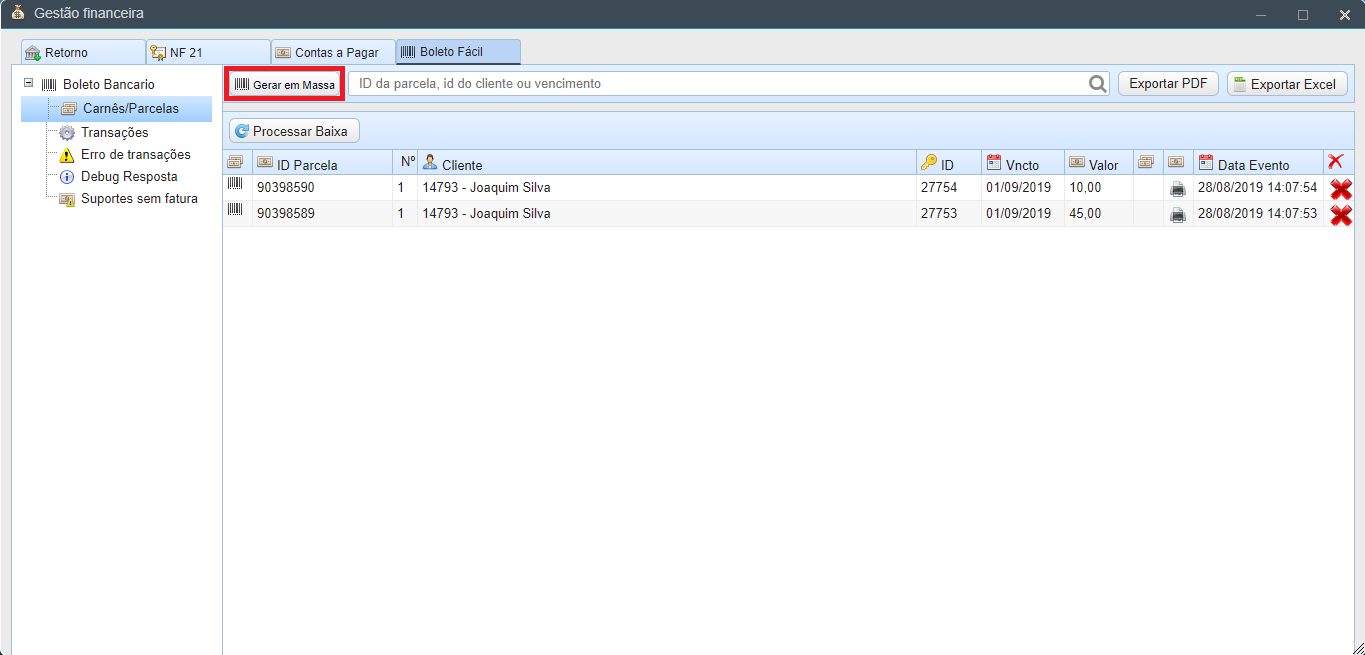 Gestão financeira
Retorno NF 21 Contas a Pagar Boleto Fácil
Boleto Bancario
Carnês/Parcelas
Transações
Erro de transações
Debug Resposta
Suportes sem fatura
Gerar em Massa ID da parcela, id do cliente ou vencimento Exportar PDF Exportar Excel
Processar Baixa
ID Parcela Nº Cliente ID Vncto Valor Data Evento
90398590 1 14793 - Joaquim Silva 27754 01/09/2019 10,00 28/08/2019 14:07:54
90398589 1 14793 - Joaquim Silva 27753 01/09/2019 45,00 28/08/2019 14:07:53